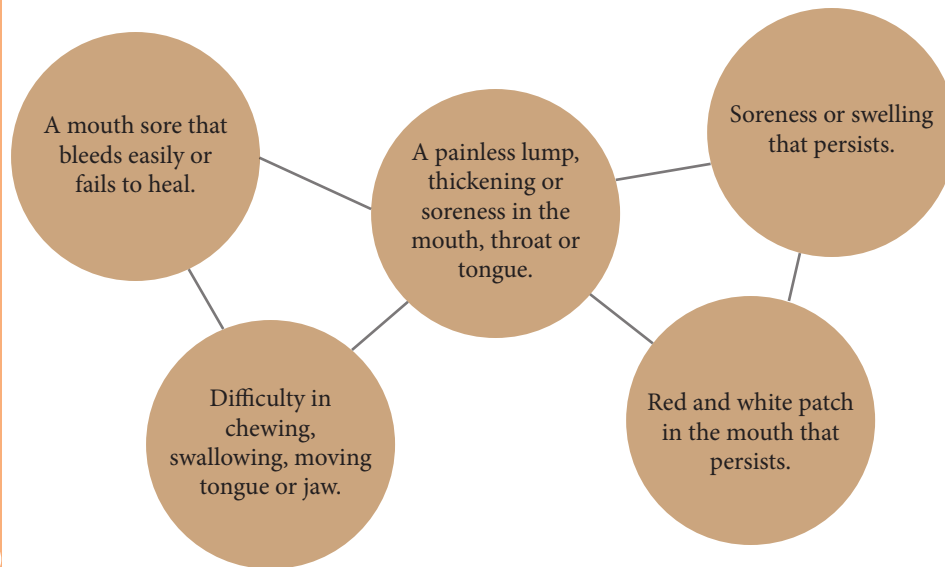 A mouth sore that
bleeds easily or
fails to heal.
A painless lump,
thickening or
soreness in the
mouth, throat or
tongue.
Soreness or swelling
that persists.
Difficulty in
chewing,
swallowing, moving
tongue or jaw.
Red and white patch
in the mouth that
persists.